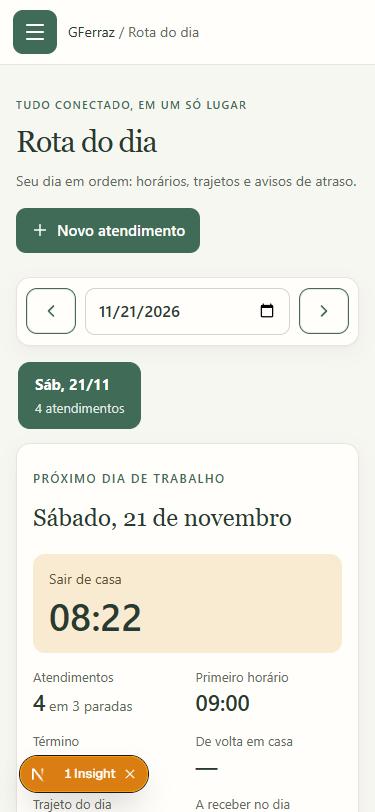 GFerraz / Rota do dia
TUDO CONECTADO, EM UM SÓ LUGAR
Rota do dia
Seu dia em ordem: horários, trajetos e avisos de atraso.
+ Novo atendimento
11/21/2026
Sáb, 21/11
4 atendimentos
PRÓXIMO DIA DE TRABALHO
Sábado, 21 de novembro
Sair de casa
08:22
Atendimentos
4 em 3 paradas
Primeiro horário
09:00
Término
De volta em casa
—
N 1 Insight ×
Trajeto do dia
A receber no dia